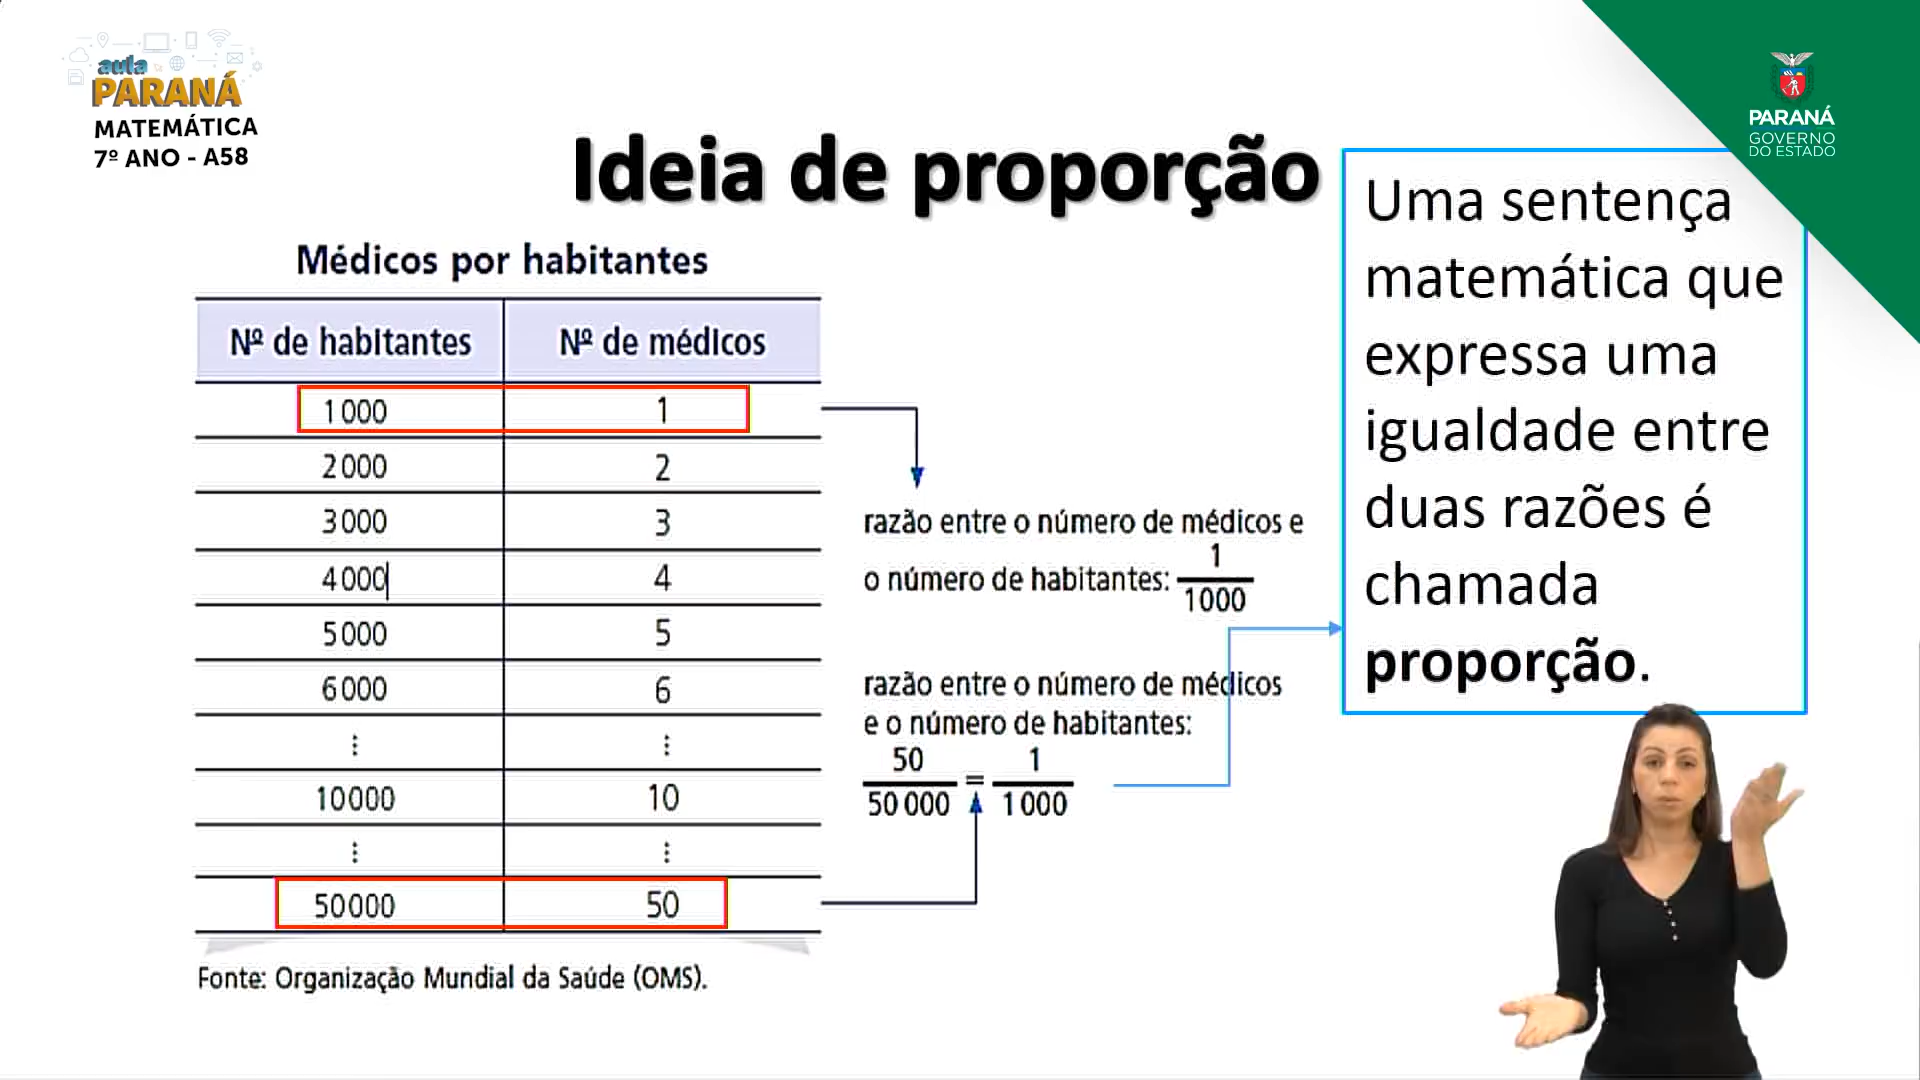 aula
PARANÁ
MATEMÁTICA
7º ANO - A58
PARANÁ
GOVERNO
DO ESTADO
Ideia de proporção
Médicos por habitantes
Nº de habitantes Nº de médicos
1 000 1
2 000 2
3 000 3
4 000 4
5 000 5
6 000 6
⋮ ⋮
10 000 10
⋮ ⋮
50 000 50
Fonte: Organização Mundial da Saúde (OMS).
razão entre o número de médicos e
o número de habitantes: 1/1000
razão entre o número de médicos
e o número de habitantes:
50/50 000 = 1/1 000
Uma sentença
matemática que
expressa uma
igualdade entre
duas razões é
chamada
proporção.